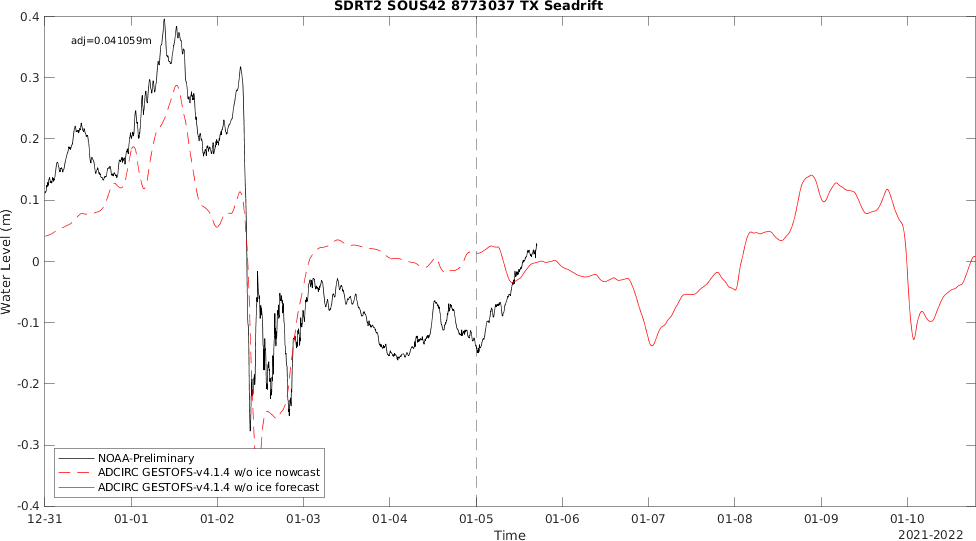 SDRT2 SOUS42 8773037 TX Seadrift
adj=0.041059m
Water Level (m)
0.4
0.3
0.2
0.1
0
-0.1
-0.2
-0.3
-0.4
NOAA-Preliminary
ADCIRC GESTOFS-v4.1.4 w/o ice nowcast
ADCIRC GESTOFS-v4.1.4 w/o ice forecast
12-31 01-01 01-02 01-03 01-04 01-05 01-06 01-07 01-08 01-09 01-10
Time
2021-2022